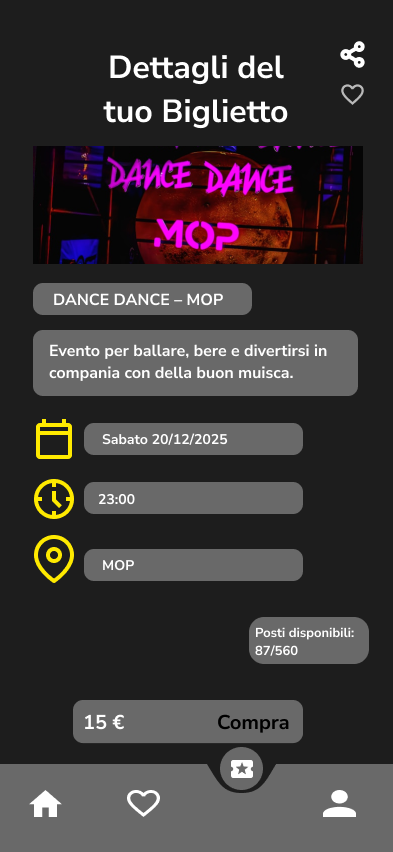 Dettagli del
tuo Biglietto
DANCE DANCE
MOP
DANCE DANCE – MOP
Evento per ballare, bere e divertirsi in
compania con della buon muisca.
Sabato 20/12/2025
23:00
MOP
Posti disponibili:
87/560
15 € Compra